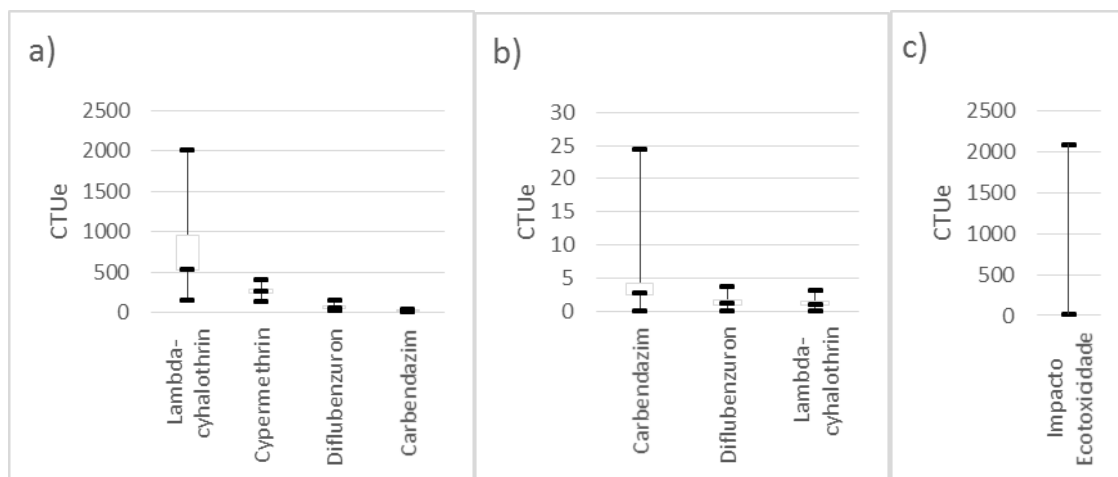 a)
CTUe
2500
2000
1500
1000
500
0
Lambda-
cyhalothrin
Cypermethrin
Diflubenzuron
Carbendazim
b)
CTUe
30
25
20
15
10
5
0
Carbendazim
Diflubenzuron
Lambda-
cyhalothrin
c)
CTUe
2500
2000
1500
1000
500
0
Impacto
Ecotoxicidade